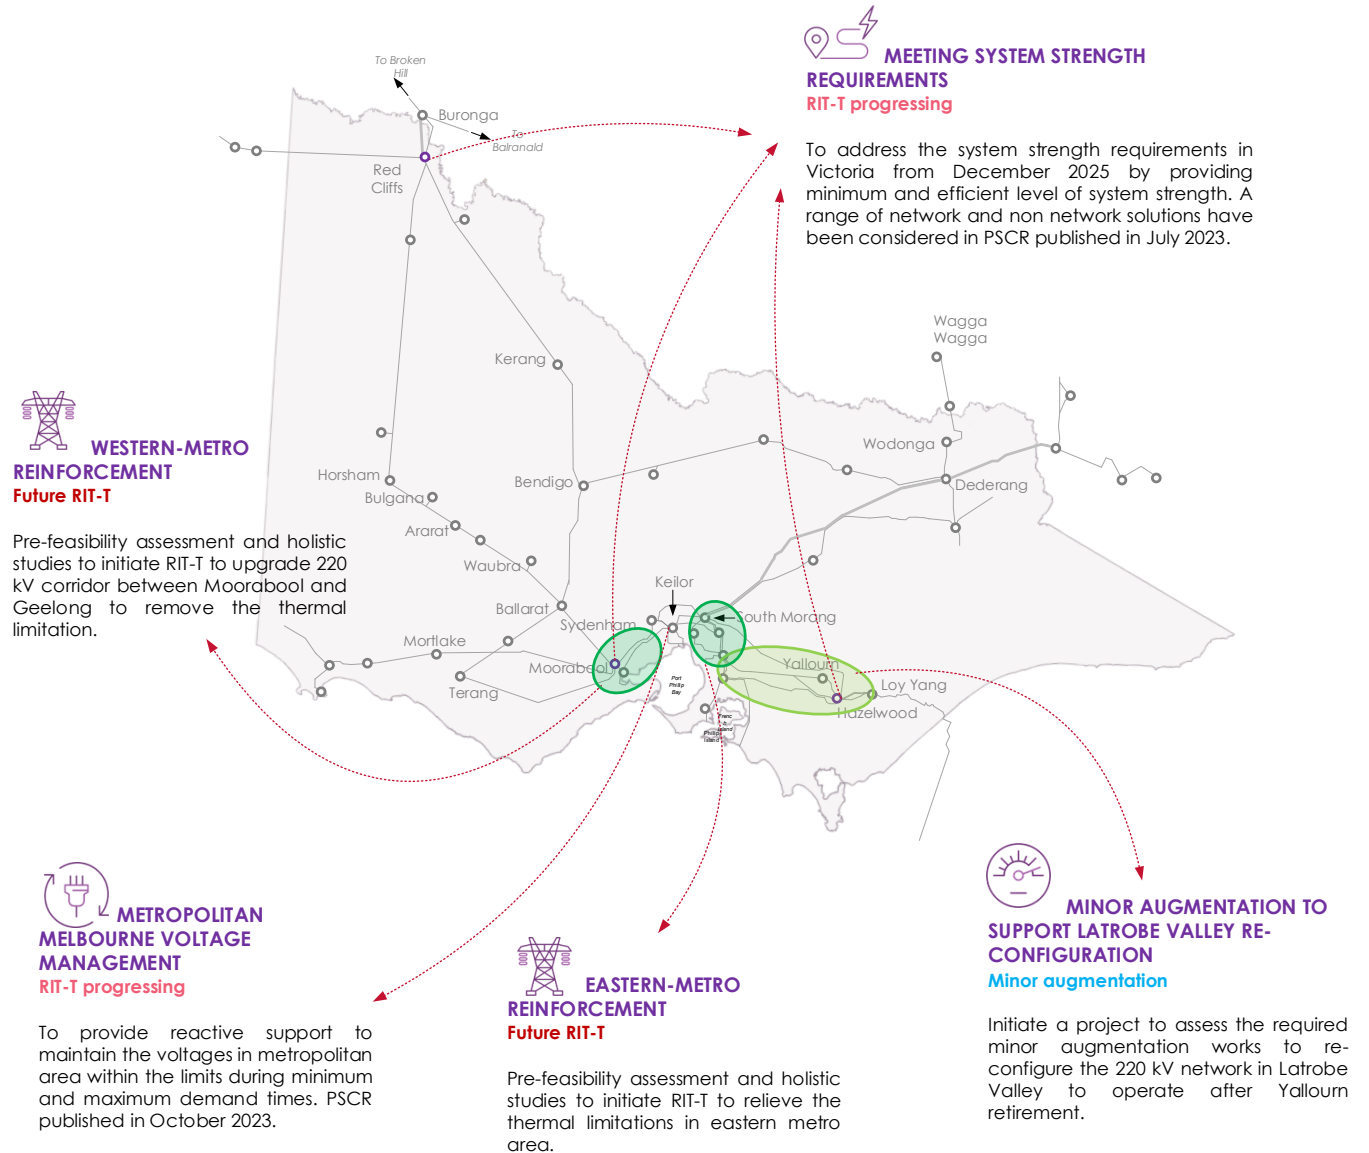 MEETING SYSTEM STRENGTH
REQUIREMENTS
RIT-T progressing
To address the system strength requirements in
Victoria from December 2025 by providing
minimum and efficient level of system strength. A
range of network and non network solutions have
been considered in PSCR published in July 2023.
To Broken
Hill
Buronga
To
Balranald
Red
Cliffs
Wagga
Wagga
Kerang
Wodonga
Horsham
Bulgana
Bendigo
Dederang
Ararat
Waubra
Keilor
Ballarat
Sydenham
South Morang
Mortlake
Moorabool
Yallourn
Terang
Port
Phillip
Bay
Loy Yang
Hazelwood
Franc
h
Island
Phillip
Island
WESTERN-METRO
REINFORCEMENT
Future RIT-T
Pre-feasibility assessment and holistic
studies to initiate RIT-T to upgrade 220
kV corridor between Moorabool and
Geelong to remove the thermal
limitation.
METROPOLITAN
MELBOURNE VOLTAGE
MANAGEMENT
RIT-T progressing
To provide reactive support to
maintain the voltages in metropolitan
area within the limits during minimum
and maximum demand times. PSCR
published in October 2023.
EASTERN-METRO
REINFORCEMENT
Future RIT-T
Pre-feasibility assessment and holistic
studies to initiate RIT-T to relieve the
thermal limitations in eastern metro
area.
MINOR AUGMENTATION TO
SUPPORT LATROBE VALLEY RE-
CONFIGURATION
Minor augmentation
Initiate a project to assess the required
minor augmentation works to re-
configure the 220 kV network in Latrobe
Valley to operate after Yallourn
retirement.